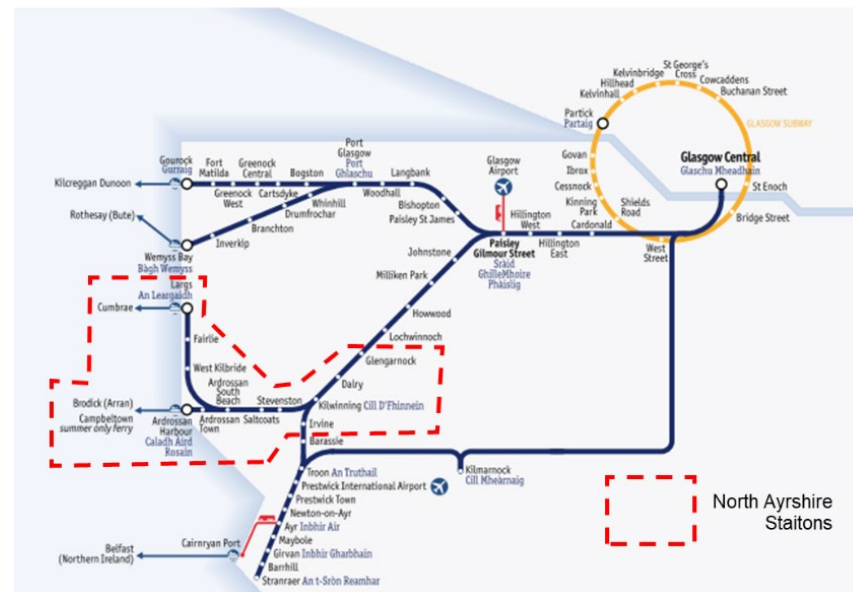 St George's
Cross
Kelvinbridge
Hillhead
Kelvinhall
Cowcaddens
Buchanan Street
Partick
Partaig
GLASGOW SUBWAY
Govan
Ibrox
Cessnock
Kinning
Park
Shields
Road
West
Street
Bridge Street
St Enoch
Glasgow Central
Glaschu Mheadhain
Gourock
Guraig
Fort
Matilda
Greenock
West
Greenock
Central
Cartsdyke
Bogston
Port
Glasgow
Port
Ghlaschu
Woodhall
Langbank
Bishopton
Paisley St James
Glasgow
Airport
Paisley
Gilmour Street
Sràid
GhilleMhoire
Phàislig
Hillington
West
Hillington
East
Cardonald
Kilcreggan Dunoon
Rothesay (Bute)
Whinhill
Drumfrochar
Branchton
Inverkip
Wemyss
Bay
Bàgh Wemyss
Johnstone
Milliken Park
Howwood
Lochwinnoch
Glengarnock
Dalry
Kilwinning Cill D'Fhinnein
Largs
An Leargaidh
Cumbrae
Fairlie
West Kilbride
Ardrossan
South
Beach
Stevenston
Saltcoats
Ardrossan
Town
Brodick (Arran)
Campbeltown
summer only ferry
Ardrossan
Harbour
Caladh Aird
Rosain
Irvine
Barassie
Troon An Truthail
Prestwick International Airport
Prestwick Town
Newton-on-Ayr
Ayr Inbhir Air
Maybole
Girvan Inbhir Gharbhain
Barrhill
Stranraer An t-Sròn Reamhar
Kilmarnock
Cill Mheàrnaig
Cairnryan Port
Belfast
(Northern Ireland)
North Ayrshire
Staitons